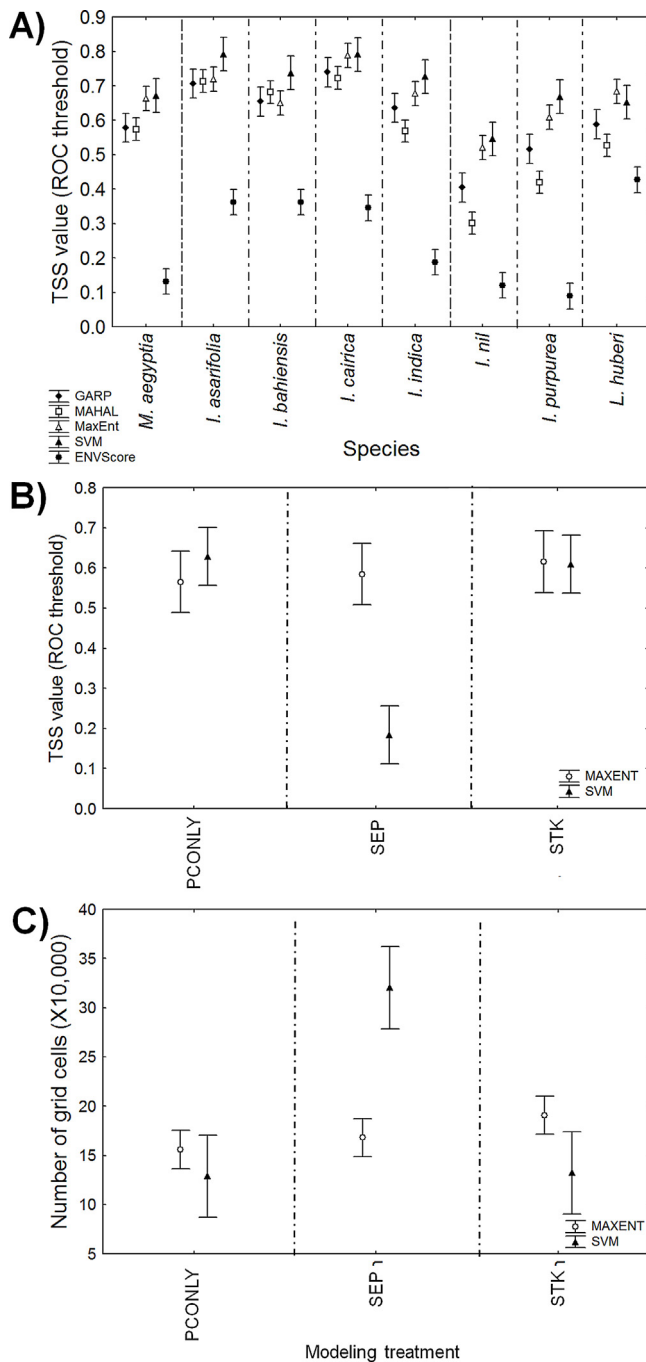 A)
TSS value (ROC threshold)
0.9
0.8
0.7
0.6
0.5
0.4
0.3
0.2
0.1
0.0
M. aegyptia
I. asarifolia
I. bahiensis
I. cairica
I. indica
I. nil
I. purpurea
L. huberi
GARP
MAHAL
MaxEnt
SVM
ENVScore
Species
B)
TSS value (ROC threshold)
0.8
0.7
0.6
0.5
0.4
0.3
0.2
0.1
0.0
MAXENT
SVM
PCONLY
SEP
STK
C)
Number of grid cells (X10,000)
40
35
30
25
20
15
10
5
MAXENT
SVM
PCONLY
SEP
STK
Modeling treatment